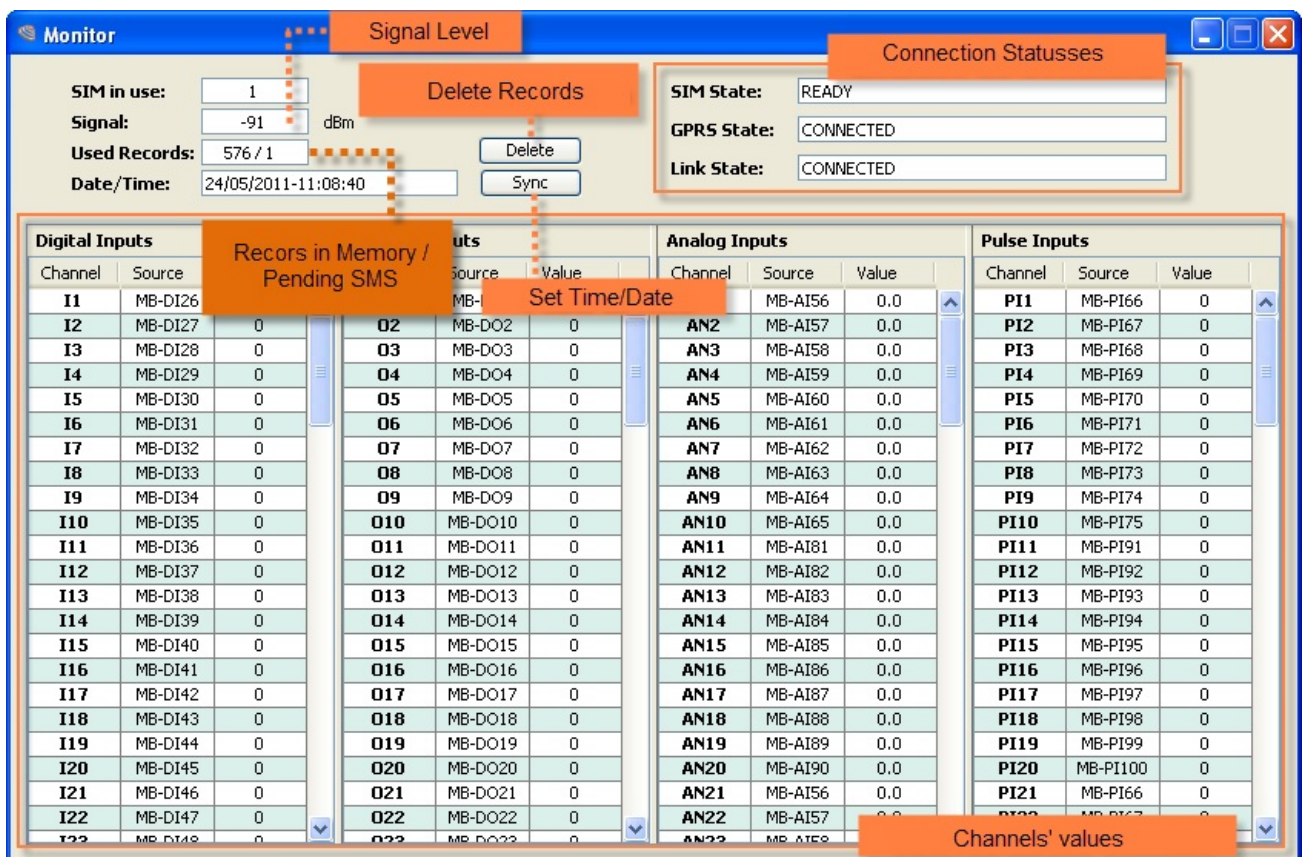 Monitor
Signal Level
Connection Statusses
SIM in use: 1
Delete Records
SIM State: READY
Signal: -91 dBm
GPRS State: CONNECTED
Used Records: 576 / 1
Delete
Link State: CONNECTED
Date/Time: 24/05/2011-11:08:40
Sync
Recors in Memory /
Pending SMS
Set Time/Date
Digital Inputs Analog Inputs Pulse Inputs
Channel Source Source Value Channel Source Value Channel Source Value
I1 MB-DI26 MB-AI56 0.0 PI1 MB-PI66 0
I2 MB-DI27 0 O2 MB-DO2 0 AN2 MB-AI57 0.0 PI2 MB-PI67 0
I3 MB-DI28 0 O3 MB-DO3 0 AN3 MB-AI58 0.0 PI3 MB-PI68 0
I4 MB-DI29 0 O4 MB-DO4 0 AN4 MB-AI59 0.0 PI4 MB-PI69 0
I5 MB-DI30 0 O5 MB-DO5 0 AN5 MB-AI60 0.0 PI5 MB-PI70 0
I6 MB-DI31 0 O6 MB-DO6 0 AN6 MB-AI61 0.0 PI6 MB-PI71 0
I7 MB-DI32 0 O7 MB-DO7 0 AN7 MB-AI62 0.0 PI7 MB-PI72 0
I8 MB-DI33 0 O8 MB-DO8 0 AN8 MB-AI63 0.0 PI8 MB-PI73 0
I9 MB-DI34 0 O9 MB-DO9 0 AN9 MB-AI64 0.0 PI9 MB-PI74 0
I10 MB-DI35 0 O10 MB-DO10 0 AN10 MB-AI65 0.0 PI10 MB-PI75 0
I11 MB-DI36 0 O11 MB-DO11 0 AN11 MB-AI81 0.0 PI11 MB-PI91 0
I12 MB-DI37 0 O12 MB-DO12 0 AN12 MB-AI82 0.0 PI12 MB-PI92 0
I13 MB-DI38 0 O13 MB-DO13 0 AN13 MB-AI83 0.0 PI13 MB-PI93 0
I14 MB-DI39 0 O14 MB-DO14 0 AN14 MB-AI84 0.0 PI14 MB-PI94 0
I15 MB-DI40 0 O15 MB-DO15 0 AN15 MB-AI85 0.0 PI15 MB-PI95 0
I16 MB-DI41 0 O16 MB-DO16 0 AN16 MB-AI86 0.0 PI16 MB-PI96 0
I17 MB-DI42 0 O17 MB-DO17 0 AN17 MB-AI87 0.0 PI17 MB-PI97 0
I18 MB-DI43 0 O18 MB-DO18 0 AN18 MB-AI88 0.0 PI18 MB-PI98 0
I19 MB-DI44 0 O19 MB-DO19 0 AN19 MB-AI89 0.0 PI19 MB-PI99 0
I20 MB-DI45 0 O20 MB-DO20 0 AN20 MB-AI90 0.0 PI20 MB-PI100 0
I21 MB-DI46 0 O21 MB-DO21 0 AN21 MB-AI56 0.0 PI21 MB-PI66 0
I22 MB-DI47 0 O22 MB-DO22 0 AN22 MB-AI57
Channels' values